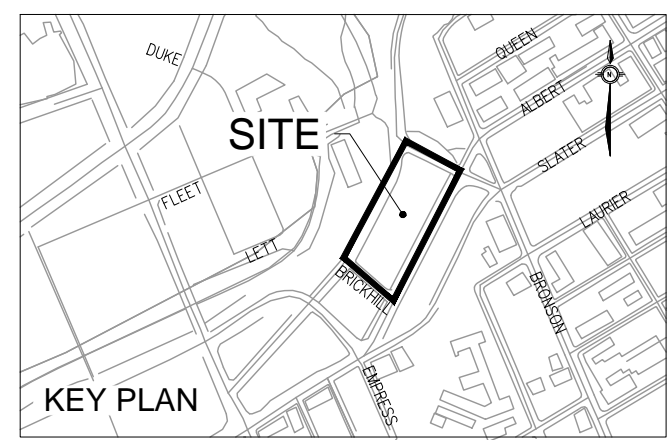 DUKE
QUEEN
ALBERT
SITE
SLATER
FLEET
LAURIER
LETT
BRICKHILL
BRONSON
EMPRESS
KEY PLAN
N